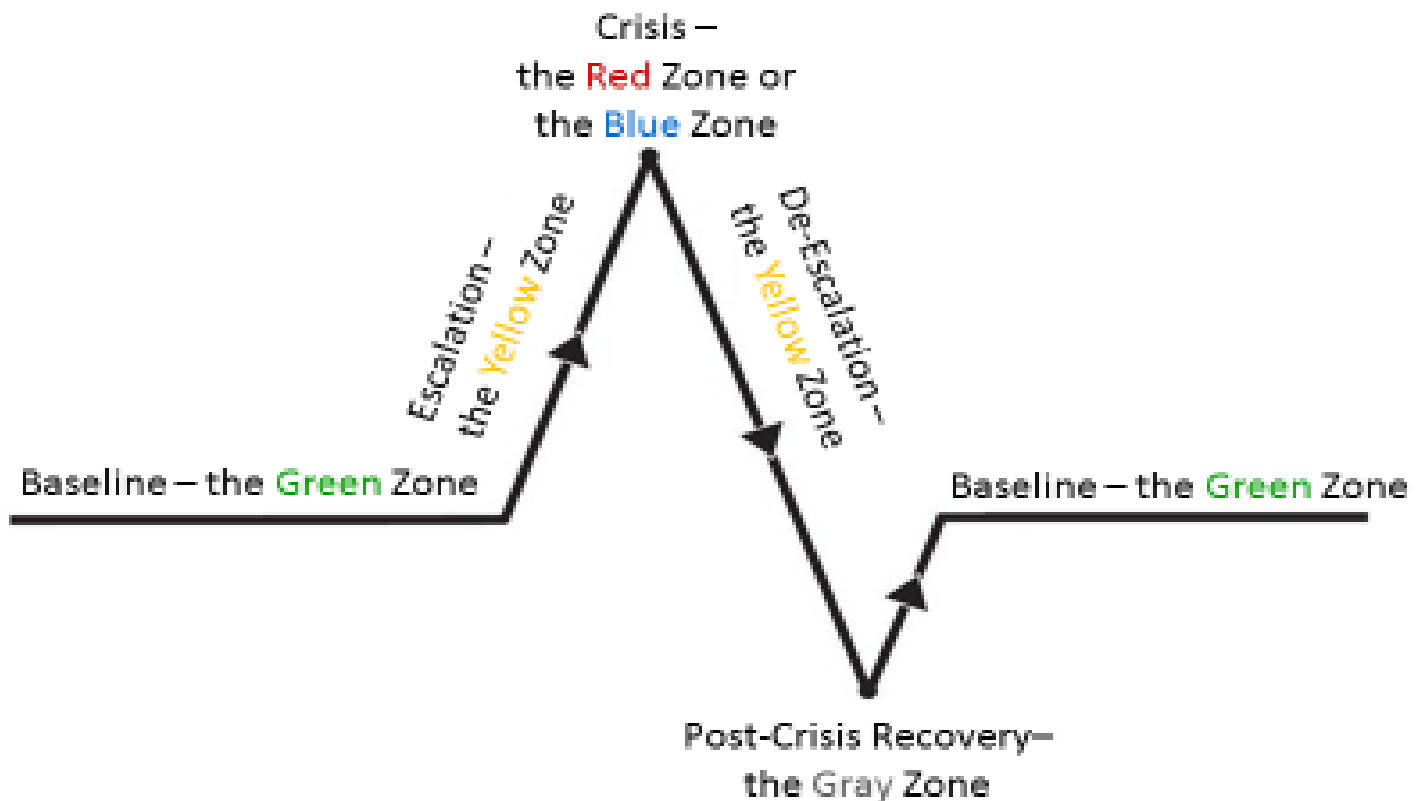 Crisis –
the Red Zone or
the Blue Zone
Escalation –
the Yellow Zone
De-Escalation –
the Yellow Zone
Baseline – the Green Zone
Baseline – the Green Zone
Post-Crisis Recovery–
the Gray Zone